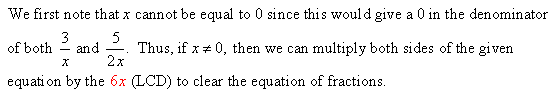 We first note that x cannot be equal to 0 since this would give a 0 in the denominator
of both 3/x and 5/2x. Thus, if x ≠ 0, then we can multiply both sides of the given
equation by the 6x (LCD) to clear the equation of fractions.